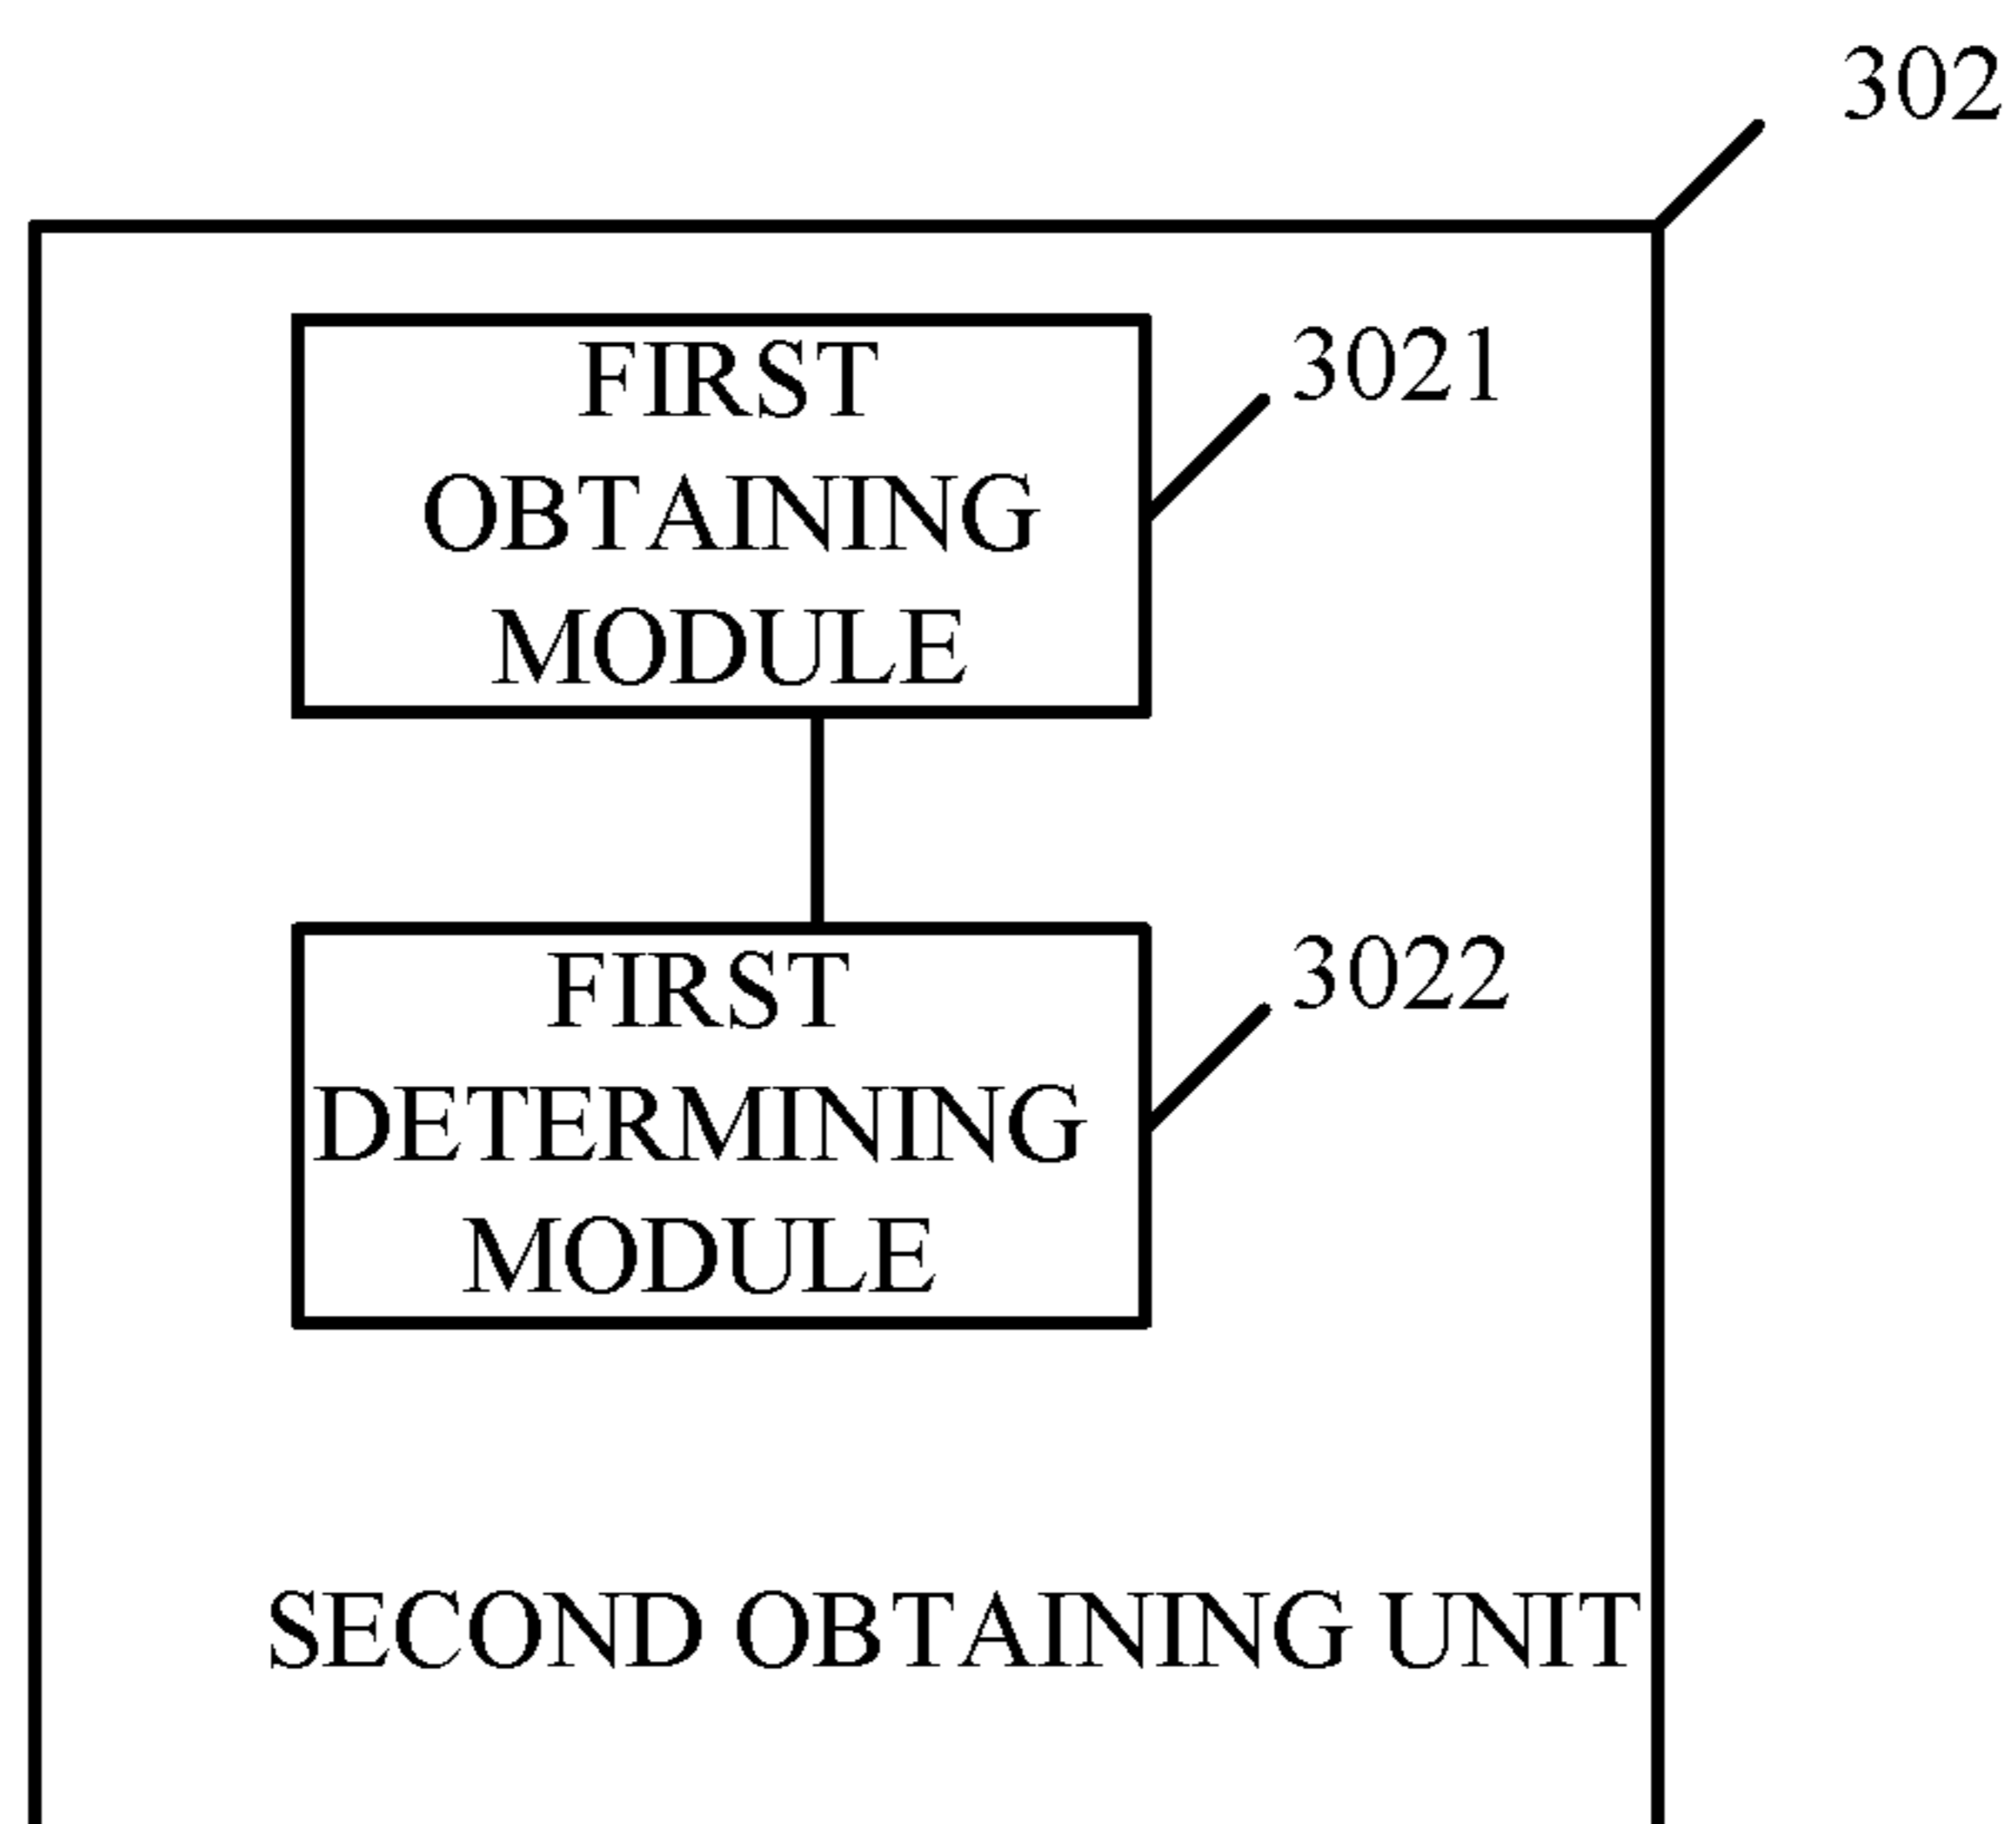 302
FIRST
OBTAINING
MODULE
3021
FIRST
DETERMINING
MODULE
3022
SECOND OBTAINING UNIT